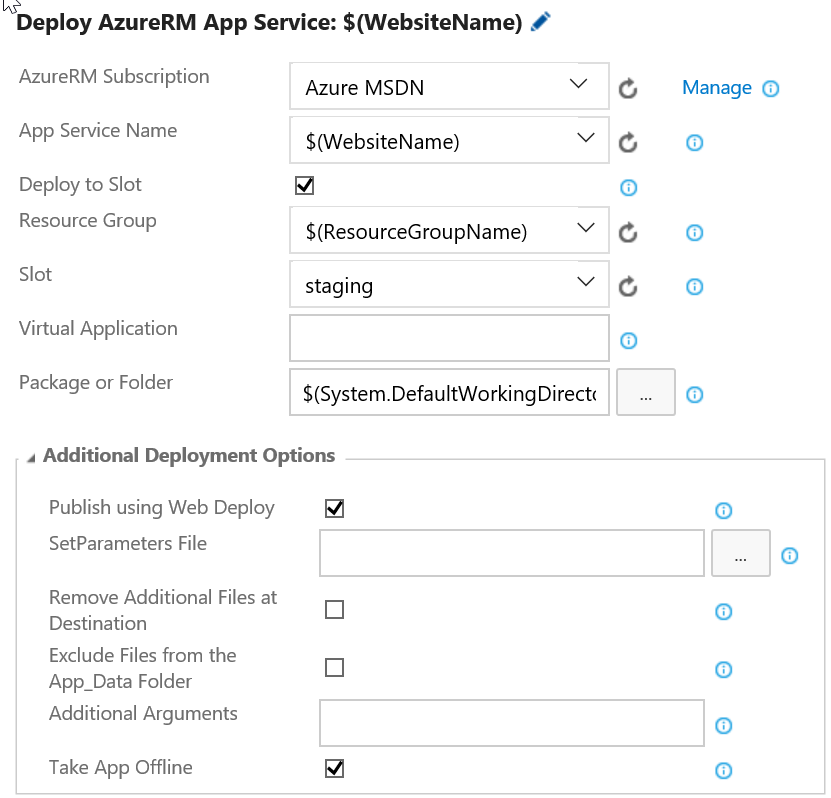 Deploy AzureRM App Service: $(WebsiteName)
AzureRM Subscription
Azure MSDN
Manage
App Service Name
$(WebsiteName)
Deploy to Slot
Resource Group
$(ResourceGroupName)
Slot
staging
Virtual Application
Package or Folder
$(System.DefaultWorkingDirecto
...
Additional Deployment Options
Publish using Web Deploy
SetParameters File
...
Remove Additional Files at
Destination
Exclude Files from the
App_Data Folder
Additional Arguments
Take App Offline